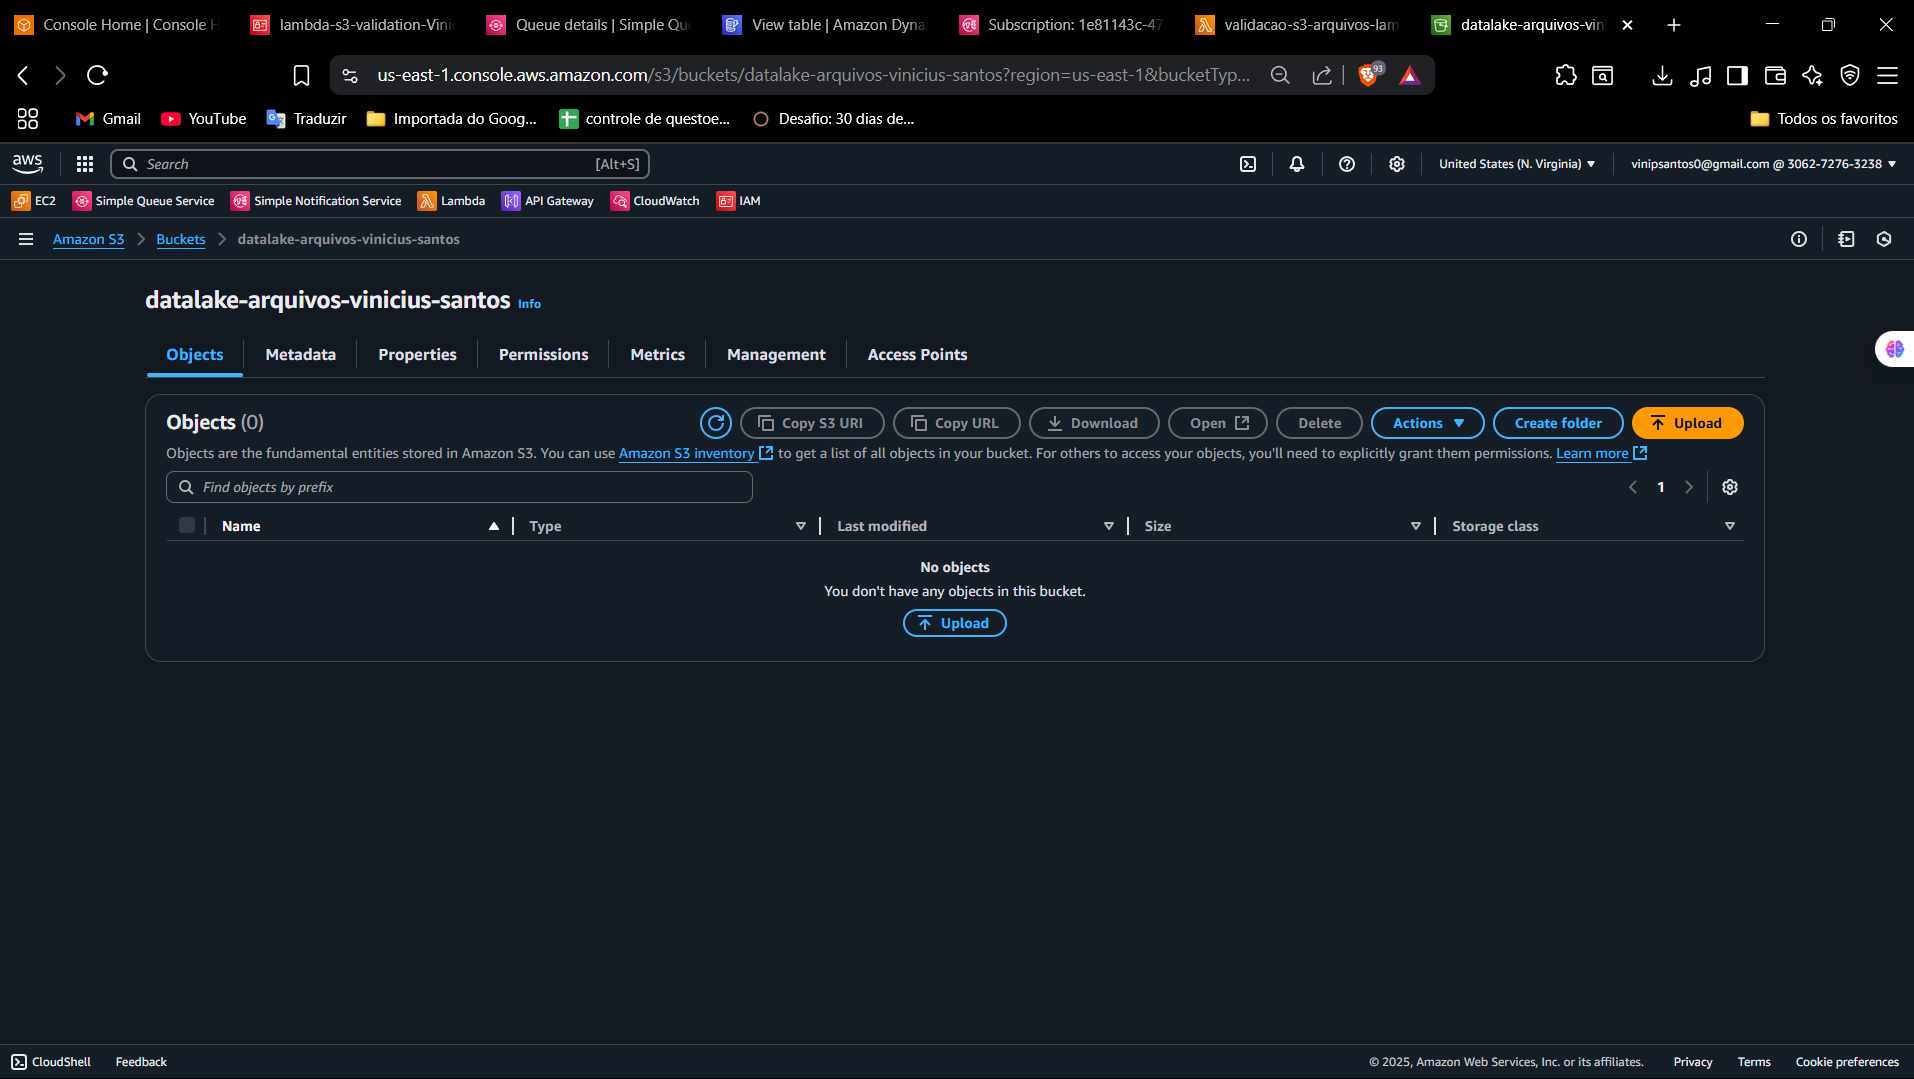 Console Home | Console H
lambda-s3-validation-Vini
Queue details | Simple Qu
View table | Amazon Dyna
Subscription: 1e81143c-47
validacao-s3-arquivos-lam
datalake-arquivos-vini
us-east-1.console.aws.amazon.com/s3/buckets/datalake-arquivos-vinicius-santos?region=us-east-1&bucketTyp...
93
Gmail
YouTube
Traduzir
Importada do Goog...
controle de questoe...
Desafio: 30 dias de...
Todos os favoritos
aws
Search
[Alt+S]
United States (N. Virginia)
vinipsantos0@gmail.com @ 3062-7276-3238
EC2
Simple Queue Service
Simple Notification Service
Lambda
API Gateway
CloudWatch
IAM
Amazon S3
Buckets
datalake-arquivos-vinicius-santos
datalake-arquivos-vinicius-santos Info
Objects
Metadata
Properties
Permissions
Metrics
Management
Access Points
Objects (0)
Copy S3 URI
Copy URL
Download
Open
Delete
Actions
Create folder
Upload
Objects are the fundamental entities stored in Amazon S3. You can use Amazon S3 inventory to get a list of all objects in your bucket. For others to access your objects, you'll need to explicitly grant them permissions. Learn more
Find objects by prefix
1
Name
Type
Last modified
Size
Storage class
No objects
You don't have any objects in this bucket.
Upload
CloudShell
Feedback
© 2025, Amazon Web Services, Inc. or its affiliates.
Privacy
Terms
Cookie preferences